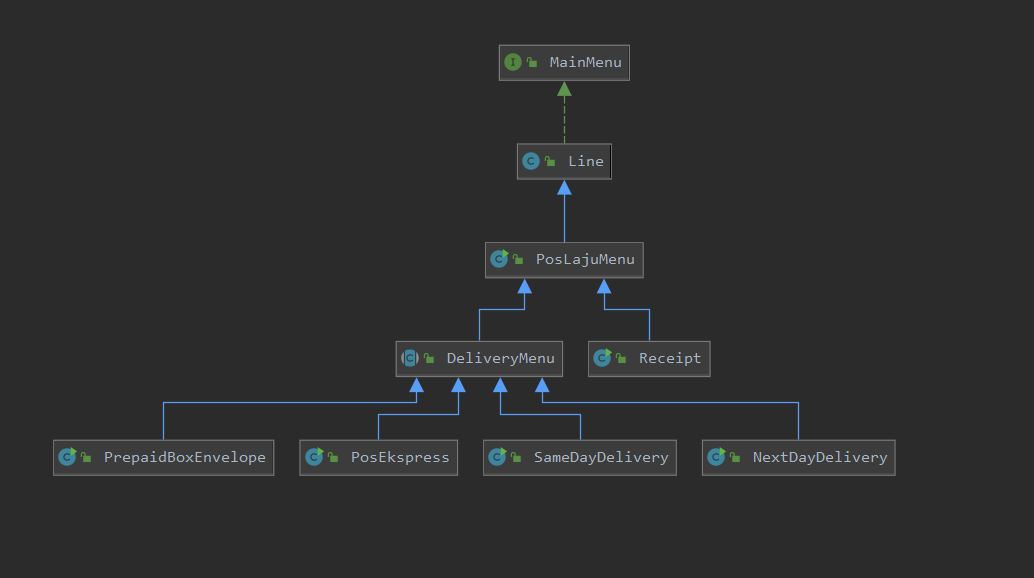 MainMenu
Line
PosLajuMenu
DeliveryMenu Receipt
PrepaidBoxEnvelope PosEkspress SameDayDelivery NextDayDelivery